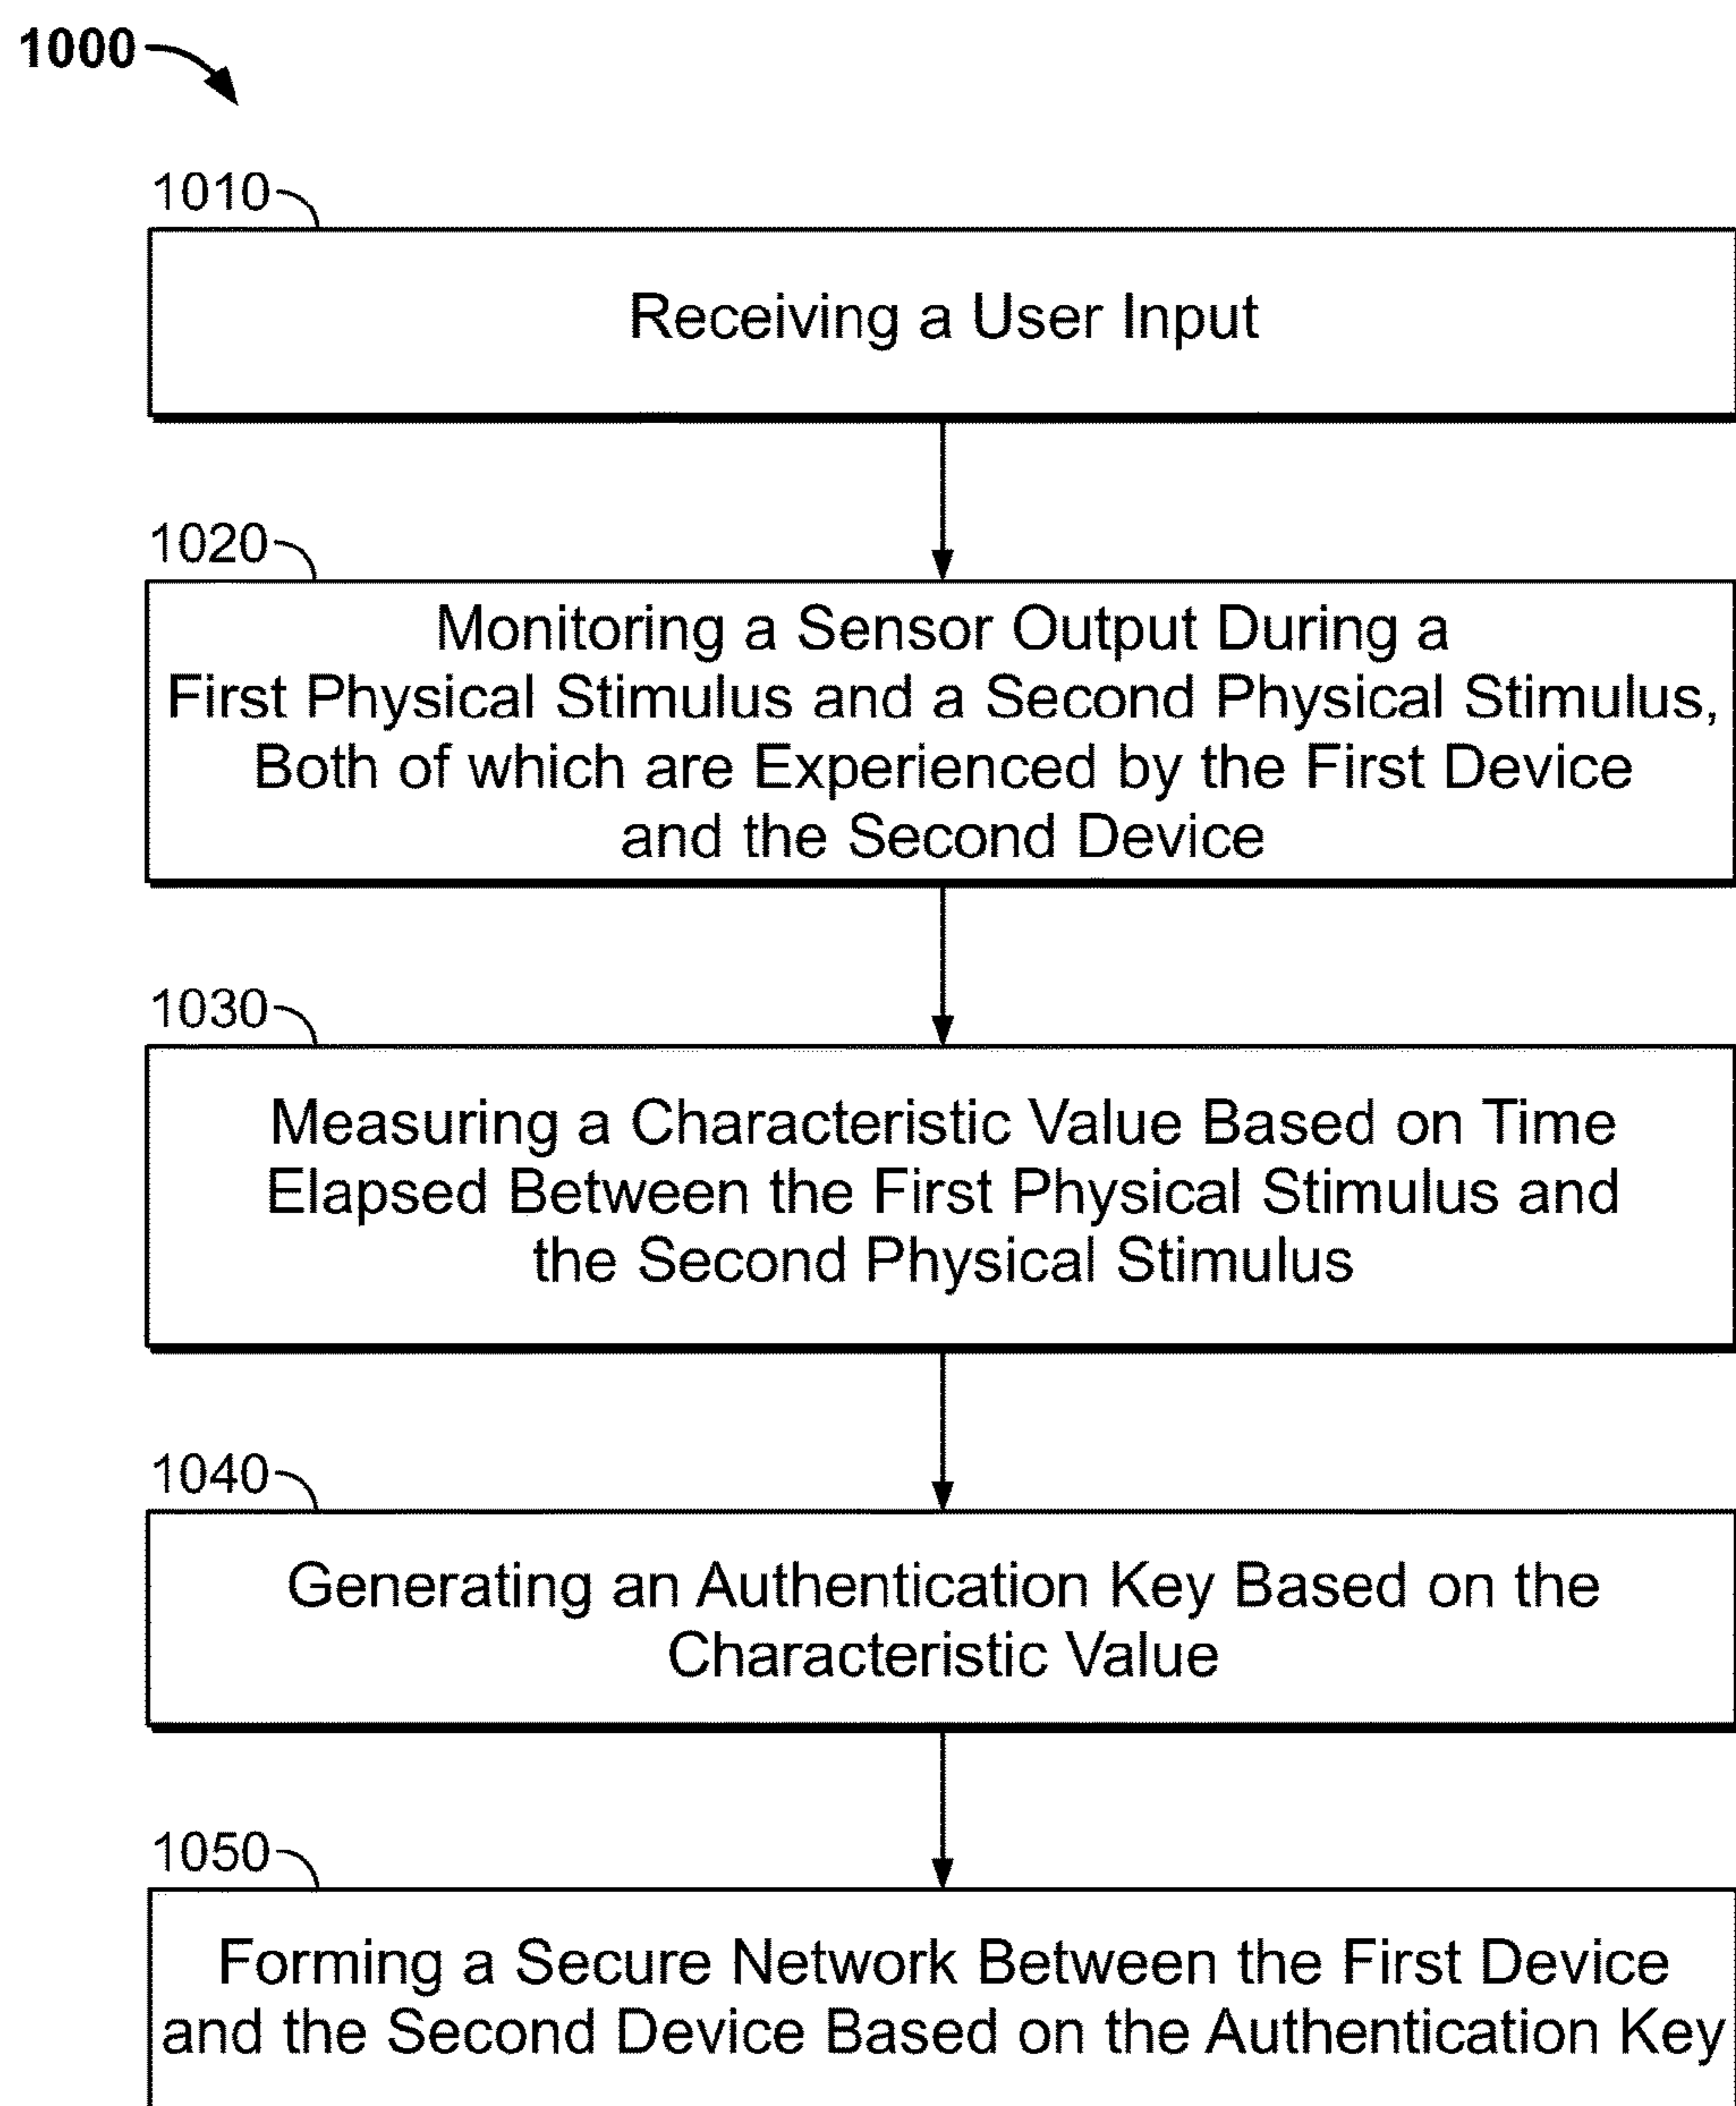 1000
1010
Receiving a User Input
1020
Monitoring a Sensor Output During a
First Physical Stimulus and a Second Physical Stimulus,
Both of which are Experienced by the First Device
and the Second Device
1030
Measuring a Characteristic Value Based on Time
Elapsed Between the First Physical Stimulus and
the Second Physical Stimulus
1040
Generating an Authentication Key Based on the
Characteristic Value
1050
Forming a Secure Network Between the First Device
and the Second Device Based on the Authentication Key